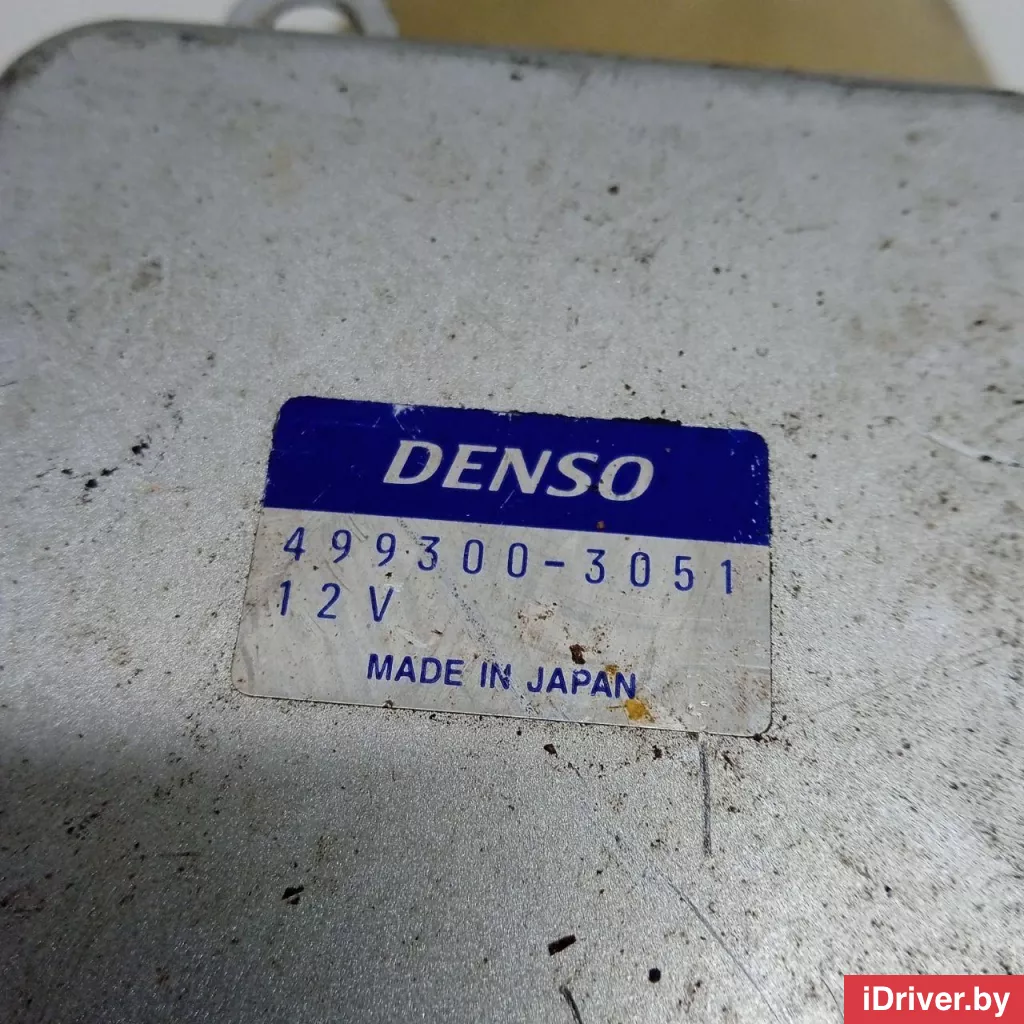 DENSO
499300-3051
12V
MADE IN JAPAN
iDriver.by